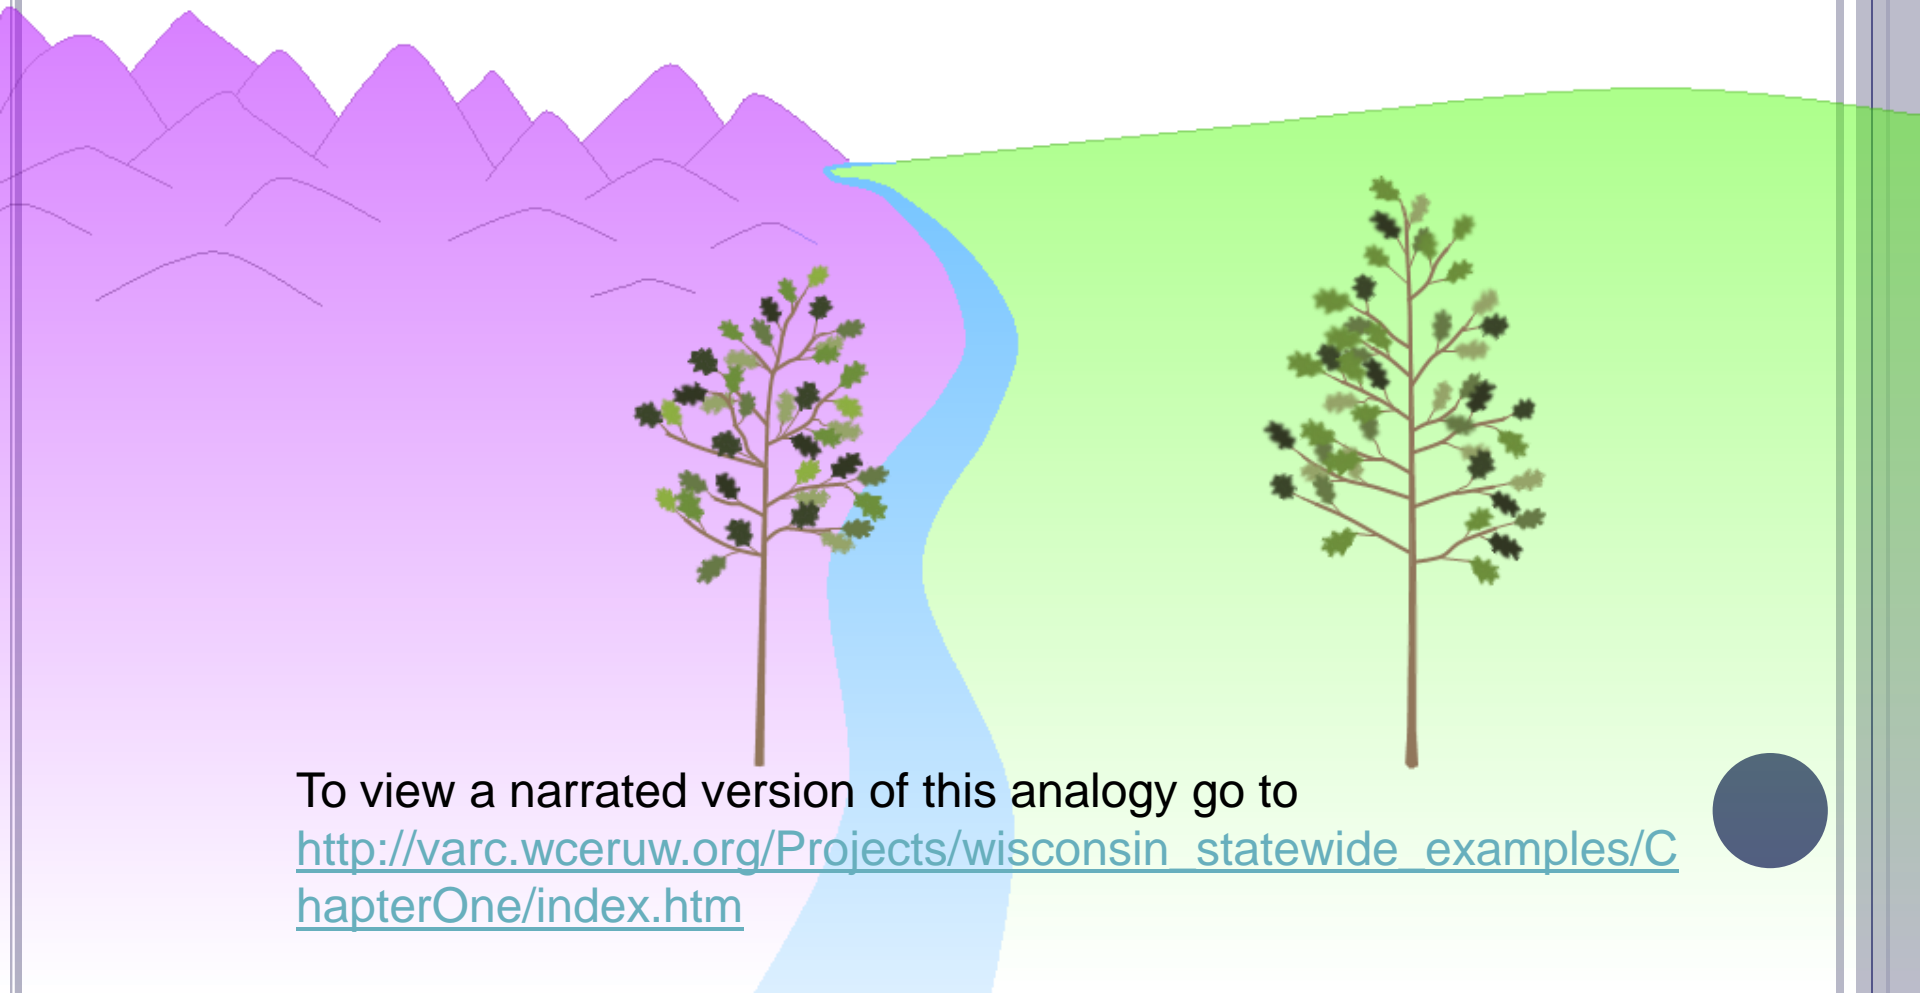 To view a narrated version of this analogy go to
http://varc.wceruw.org/Projects/wisconsin_statewide_examples/C
hapterOne/index.htm